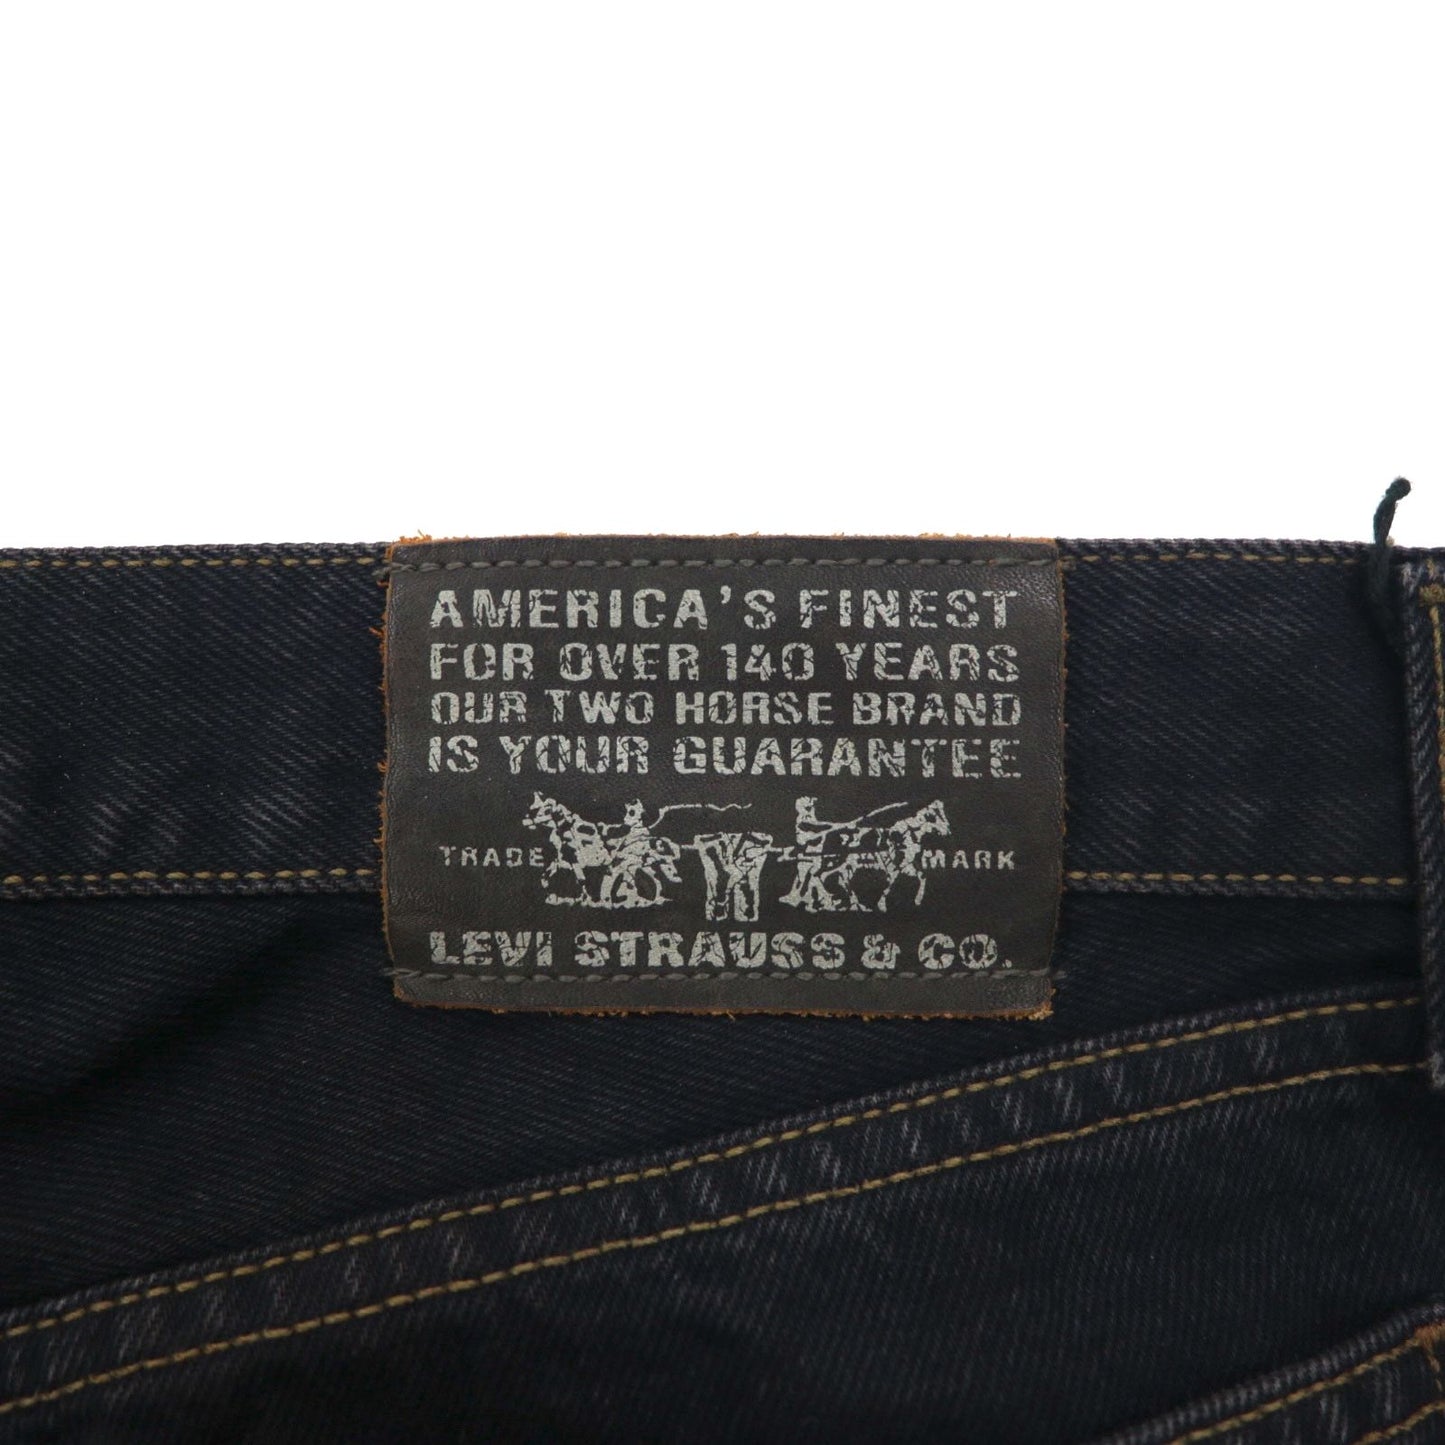 AMERICA'S FINEST
FOR OVER 140 YEARS
OUR TWO HORSE BRAND
IS YOUR GUARANTEE
TRADE MARK
LEVI STRAUSS & CO.